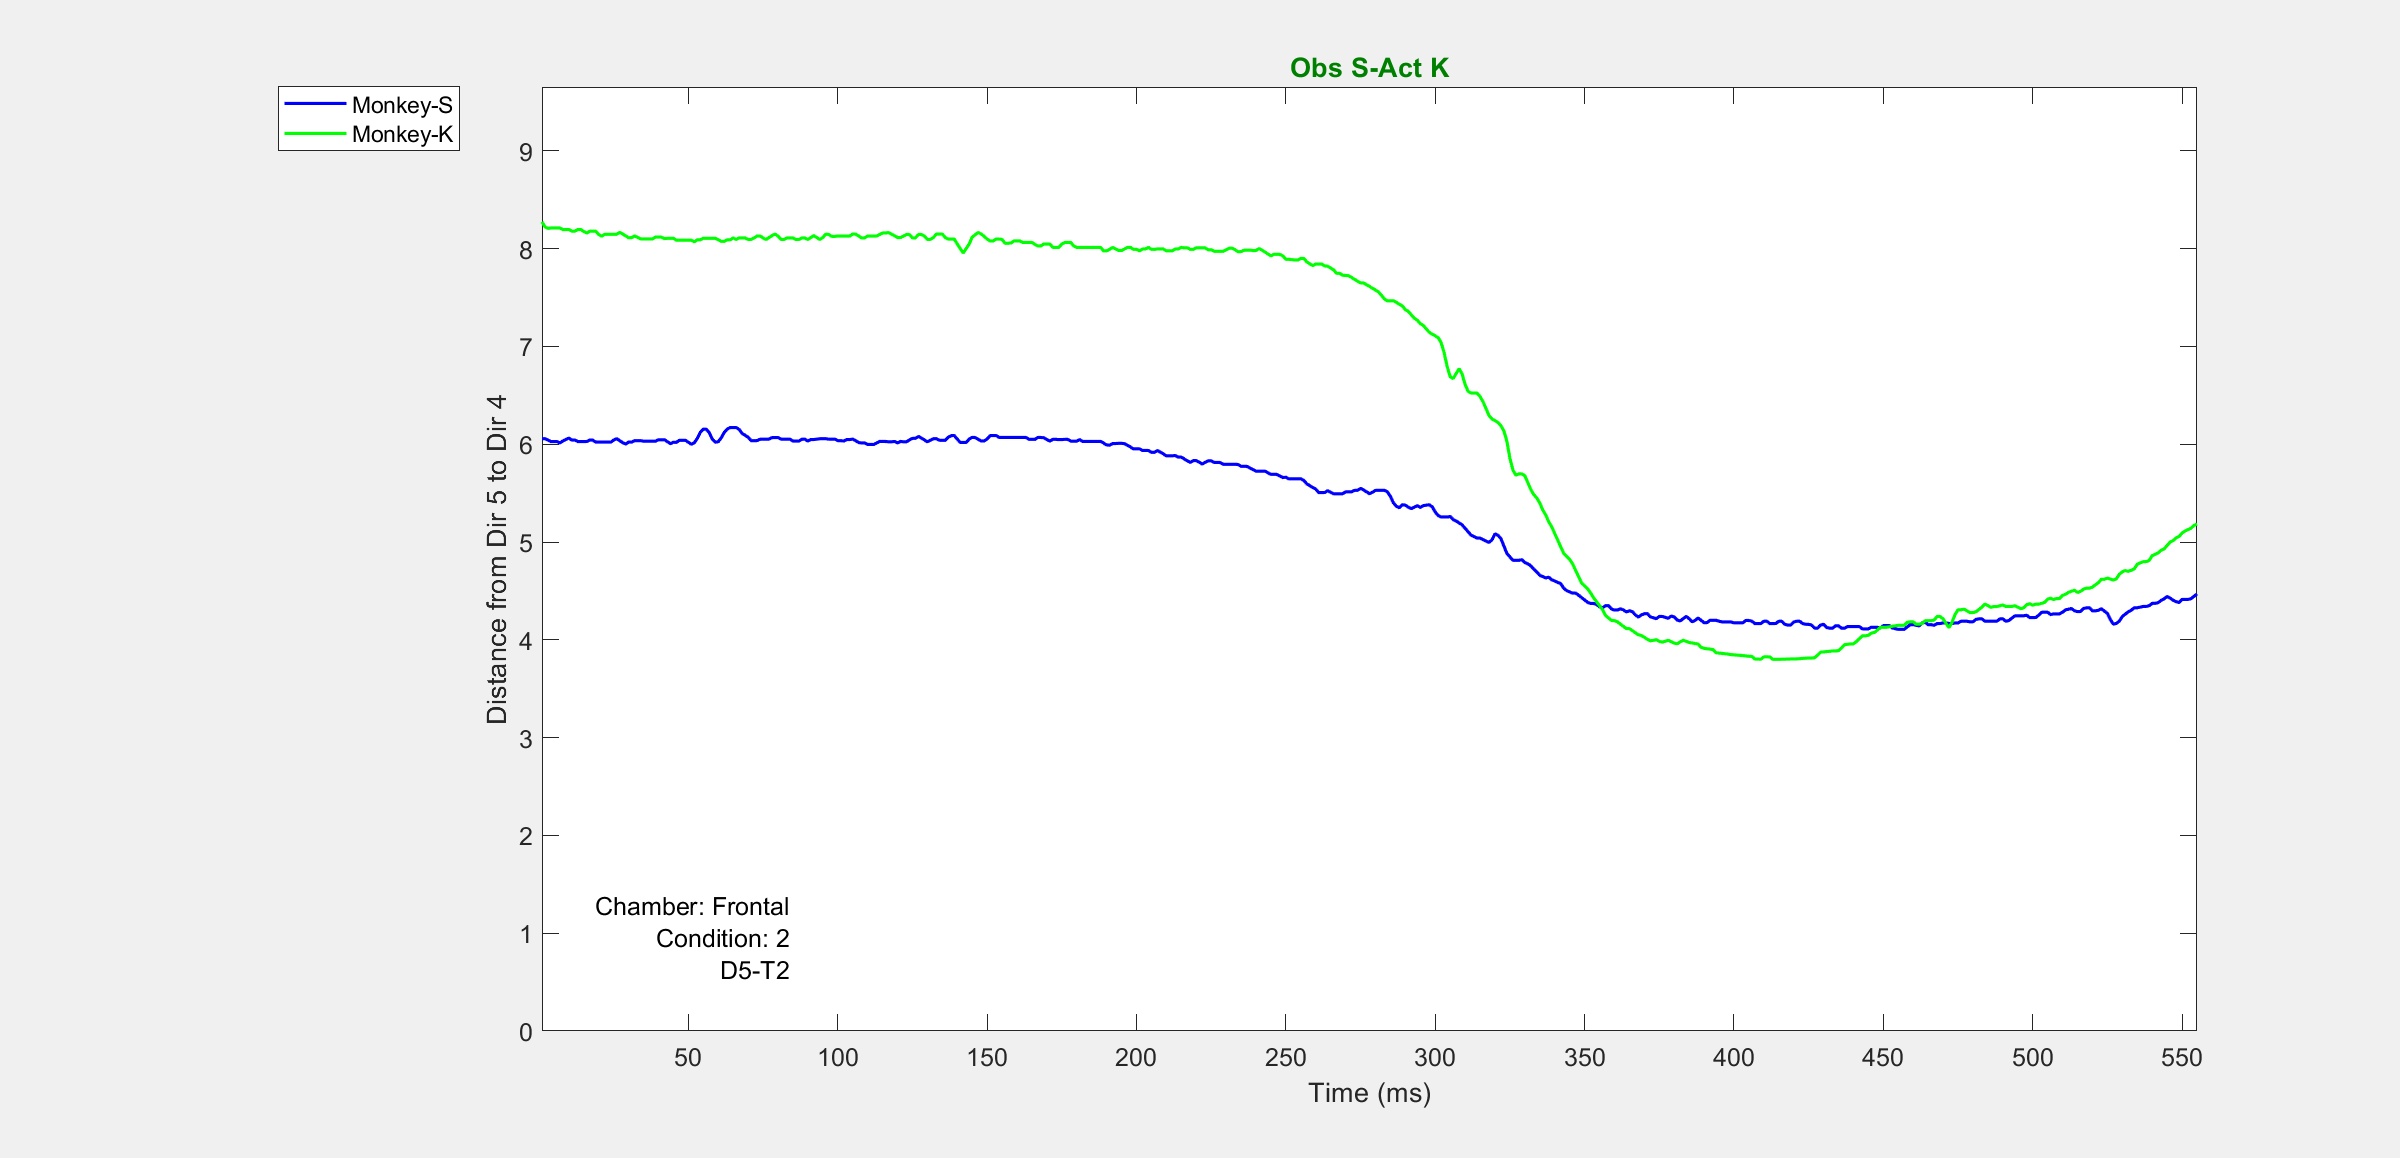 Obs S-Act K
Monkey-S
Monkey-K
Distance from Dir 5 to Dir 4
9
8
7
6
5
4
3
2
1
0
Chamber: Frontal
Condition: 2
D5-T2
50 100 150 200 250 300 350 400 450 500 550
Time (ms)